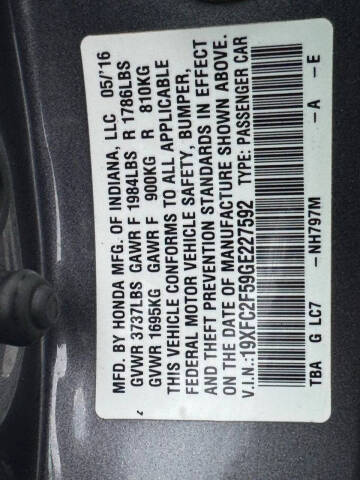 MFD. BY HONDA MFG. OF INDIANA, LLC 05/'16
GVWR 3737LBS GAWR F 1984LBS R 1786LBS
GVWR 1695KG GAWR F 900KG R 810KG
THIS VEHICLE CONFORMS TO ALL APPLICABLE
FEDERAL MOTOR VEHICLE SAFETY, BUMPER,
AND THEFT PREVENTION STANDARDS IN EFFECT
ON THE DATE OF MANUFACTURE SHOWN ABOVE.
V.I.N.:19XFC2F59GE227592 TYPE: PASSENGER CAR
TBA G LC7 -NH797M -A -E